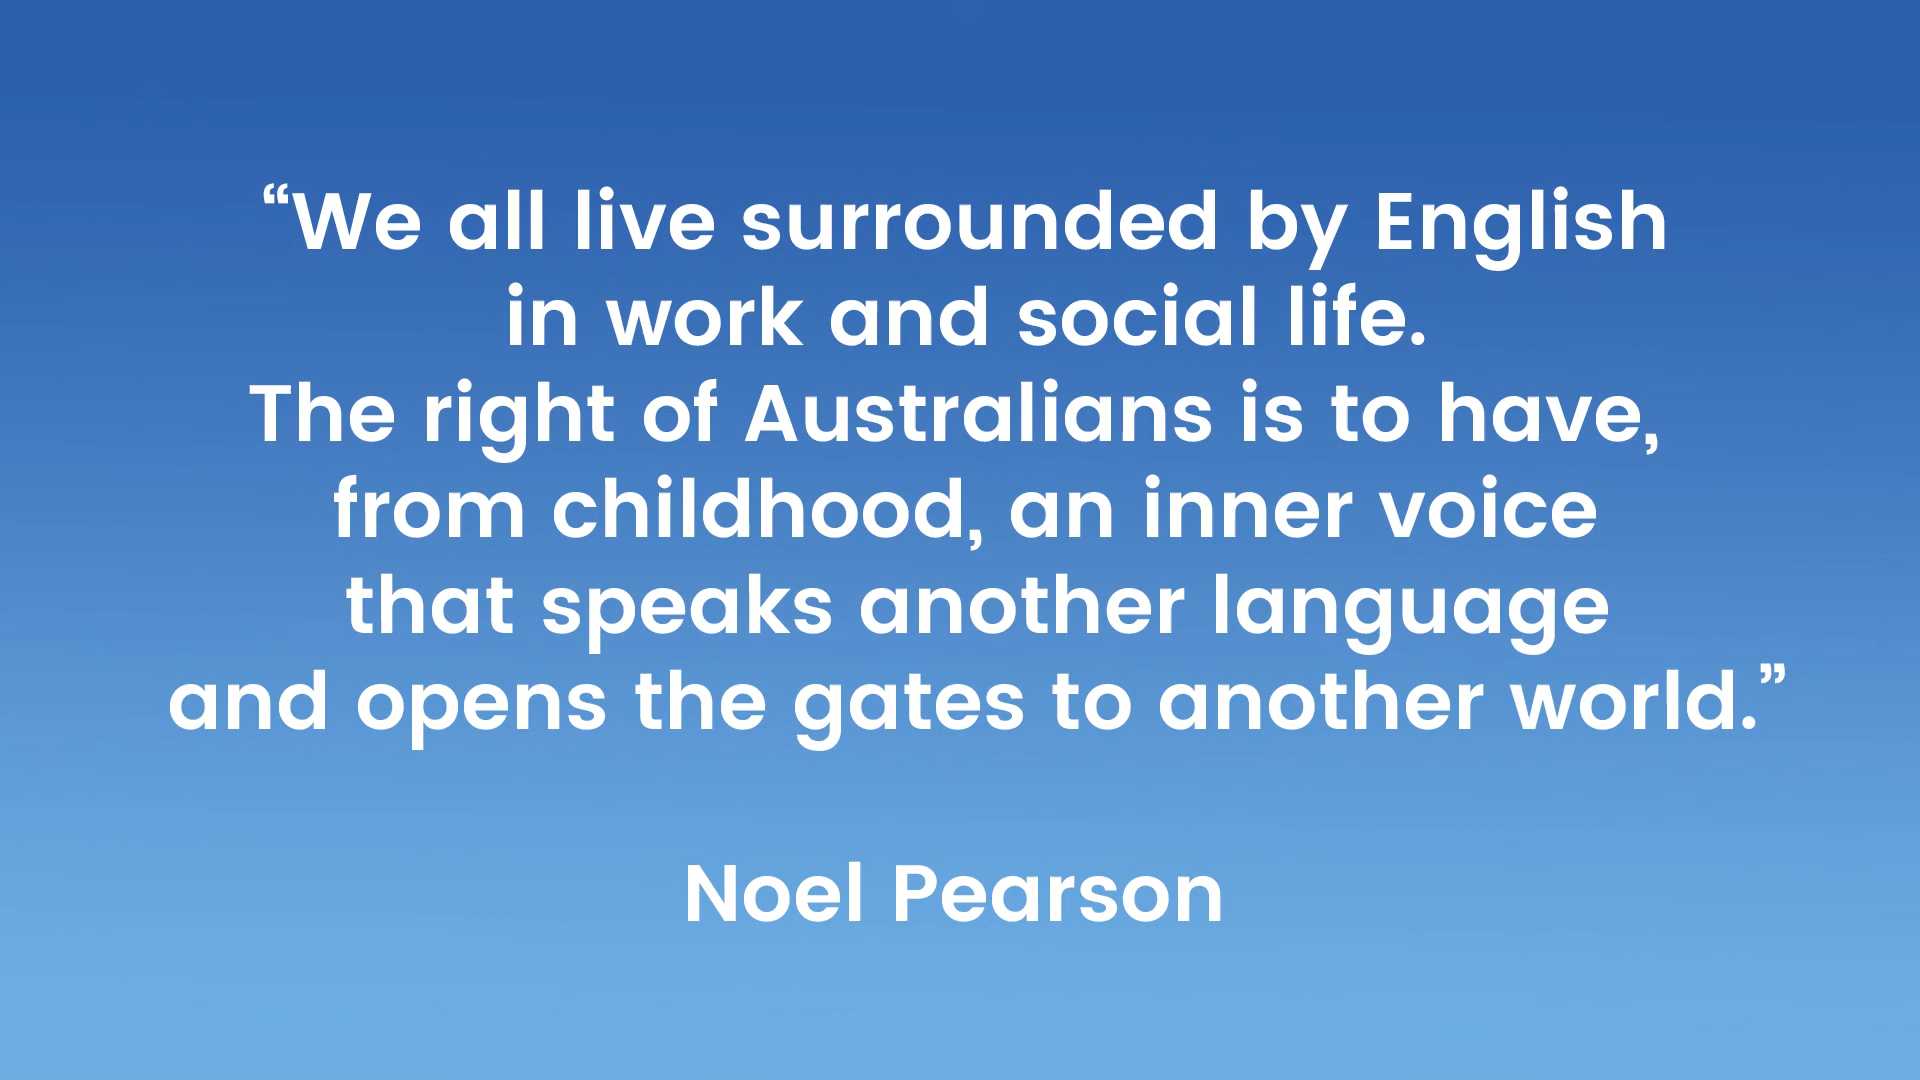 “We all live surrounded by English
in work and social life.
The right of Australians is to have,
from childhood, an inner voice
that speaks another language
and opens the gates to another world.”
Noel Pearson